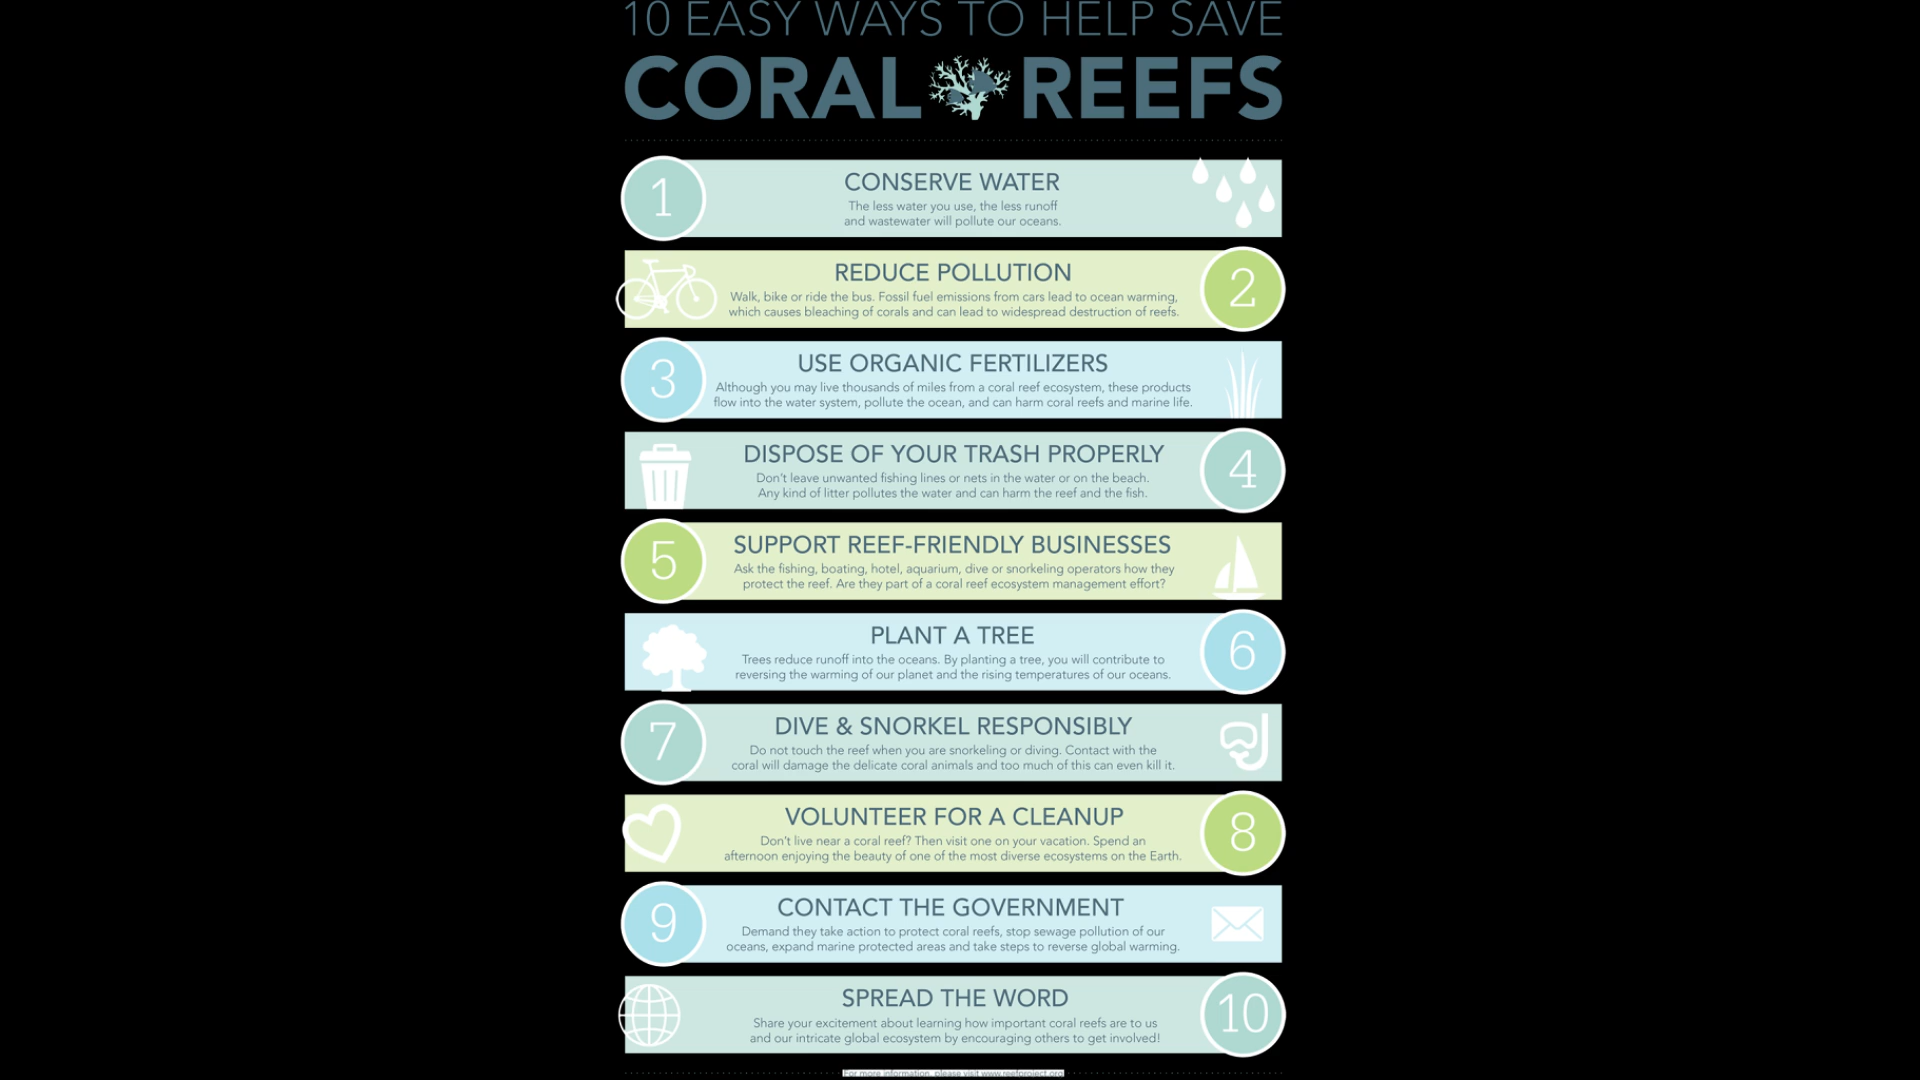 10 EASY WAYS TO HELP SAVE
CORAL REEFS
1
CONSERVE WATER
The less water you use, the less runoff
and wastewater will pollute our oceans.
REDUCE POLLUTION
Walk, bike or ride the bus. Fossil fuel emissions from cars lead to ocean warming,
which causes bleaching of corals and can lead to widespread destruction of reefs.
2
3
USE ORGANIC FERTILIZERS
Although you may live thousands of miles from a coral reef ecosystem, these products
flow into the water system, pollute the ocean, and can harm coral reefs and marine life.
DISPOSE OF YOUR TRASH PROPERLY
Don't leave unwanted fishing lines or nets in the water or on the beach.
Any kind of litter pollutes the water and can harm the reef and the fish.
4
5
SUPPORT REEF-FRIENDLY BUSINESSES
Ask the fishing, boating, hotel, aquarium, dive or snorkeling operators how they
protect the reef. Are they part of a coral reef ecosystem management effort?
PLANT A TREE
Trees reduce runoff into the oceans. By planting a tree, you will contribute to
reversing the warming of our planet and the rising temperatures of our oceans.
6
7
DIVE & SNORKEL RESPONSIBLY
Do not touch the reef when you are snorkeling or diving. Contact with the
coral will damage the delicate coral animals and too much of this can even kill it.
VOLUNTEER FOR A CLEANUP
Don't live near a coral reef? Then visit one on your vacation. Spend an
afternoon enjoying the beauty of one of the most diverse ecosystems on the Earth.
8
9
CONTACT THE GOVERNMENT
Demand they take action to protect coral reefs, stop sewage pollution of our
oceans, expand marine protected areas and take steps to reverse global warming.
SPREAD THE WORD
Share your excitement about learning how important coral reefs are to us
and our intricate global ecosystem by encouraging others to get involved!
10
For more information, please visit www.reefproject.org